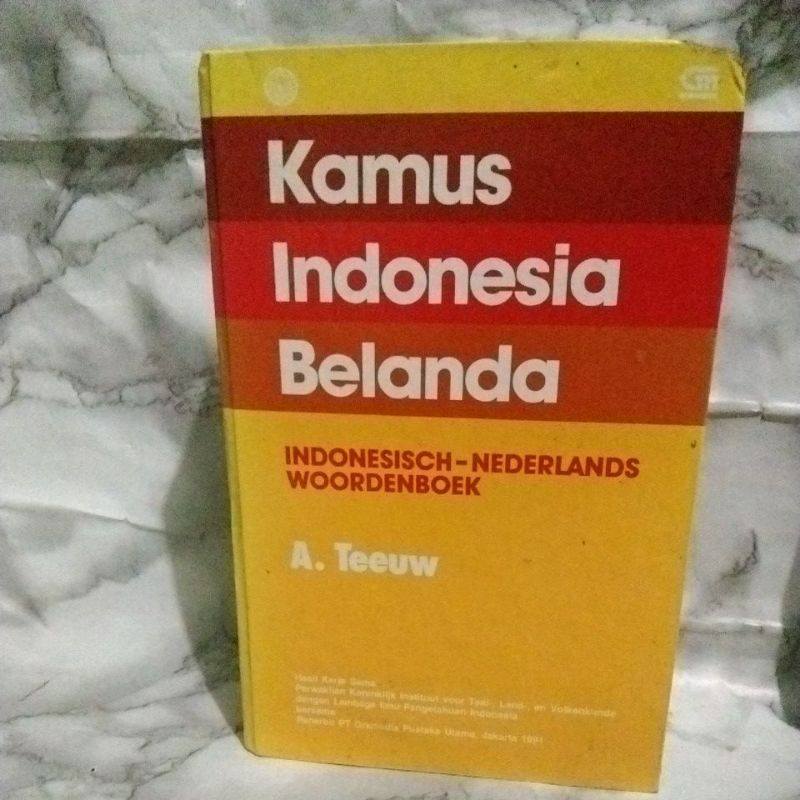 Kamus
Indonesia
Belanda
INDONESISCH-NEDERLANDS
WOORDENBOEK
A. Teeuw
Hasil Kerja Sama
Perwakilan Koninklijk Instituut voor Taal-, Land-, en Volkenkunde
dengan Lembaga Ilmu Pengetahuan Indonesia
bersama
Penerbit PT Gramedia Pustaka Utama, Jakarta 1991